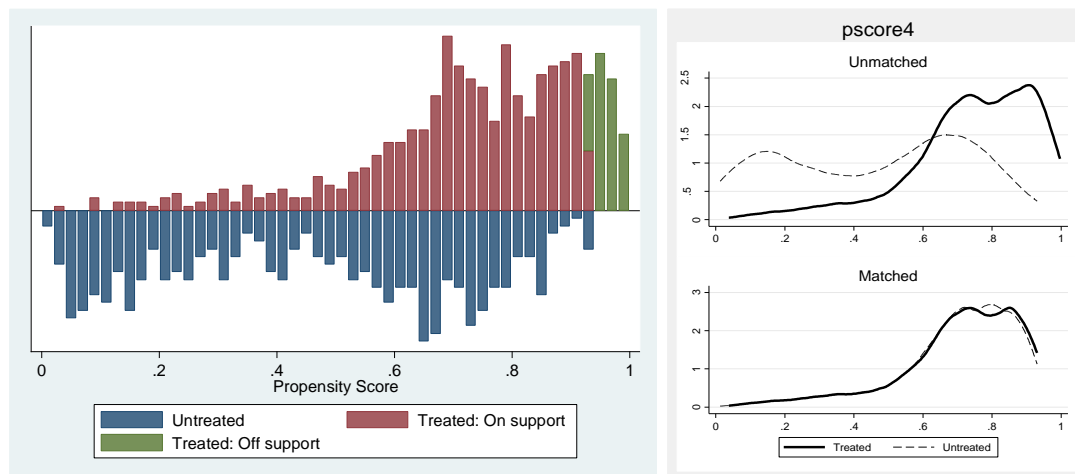 0 .2 .4 .6 .8 1
Propensity Score
Untreated
Treated: On support
Treated: Off support
pscore4
Unmatched
2.5
2
1.5
1
.5
0
0 .2 .4 .6 .8 1
Matched
3
2
1
0
0 .2 .4 .6 .8 1
Treated
Untreated